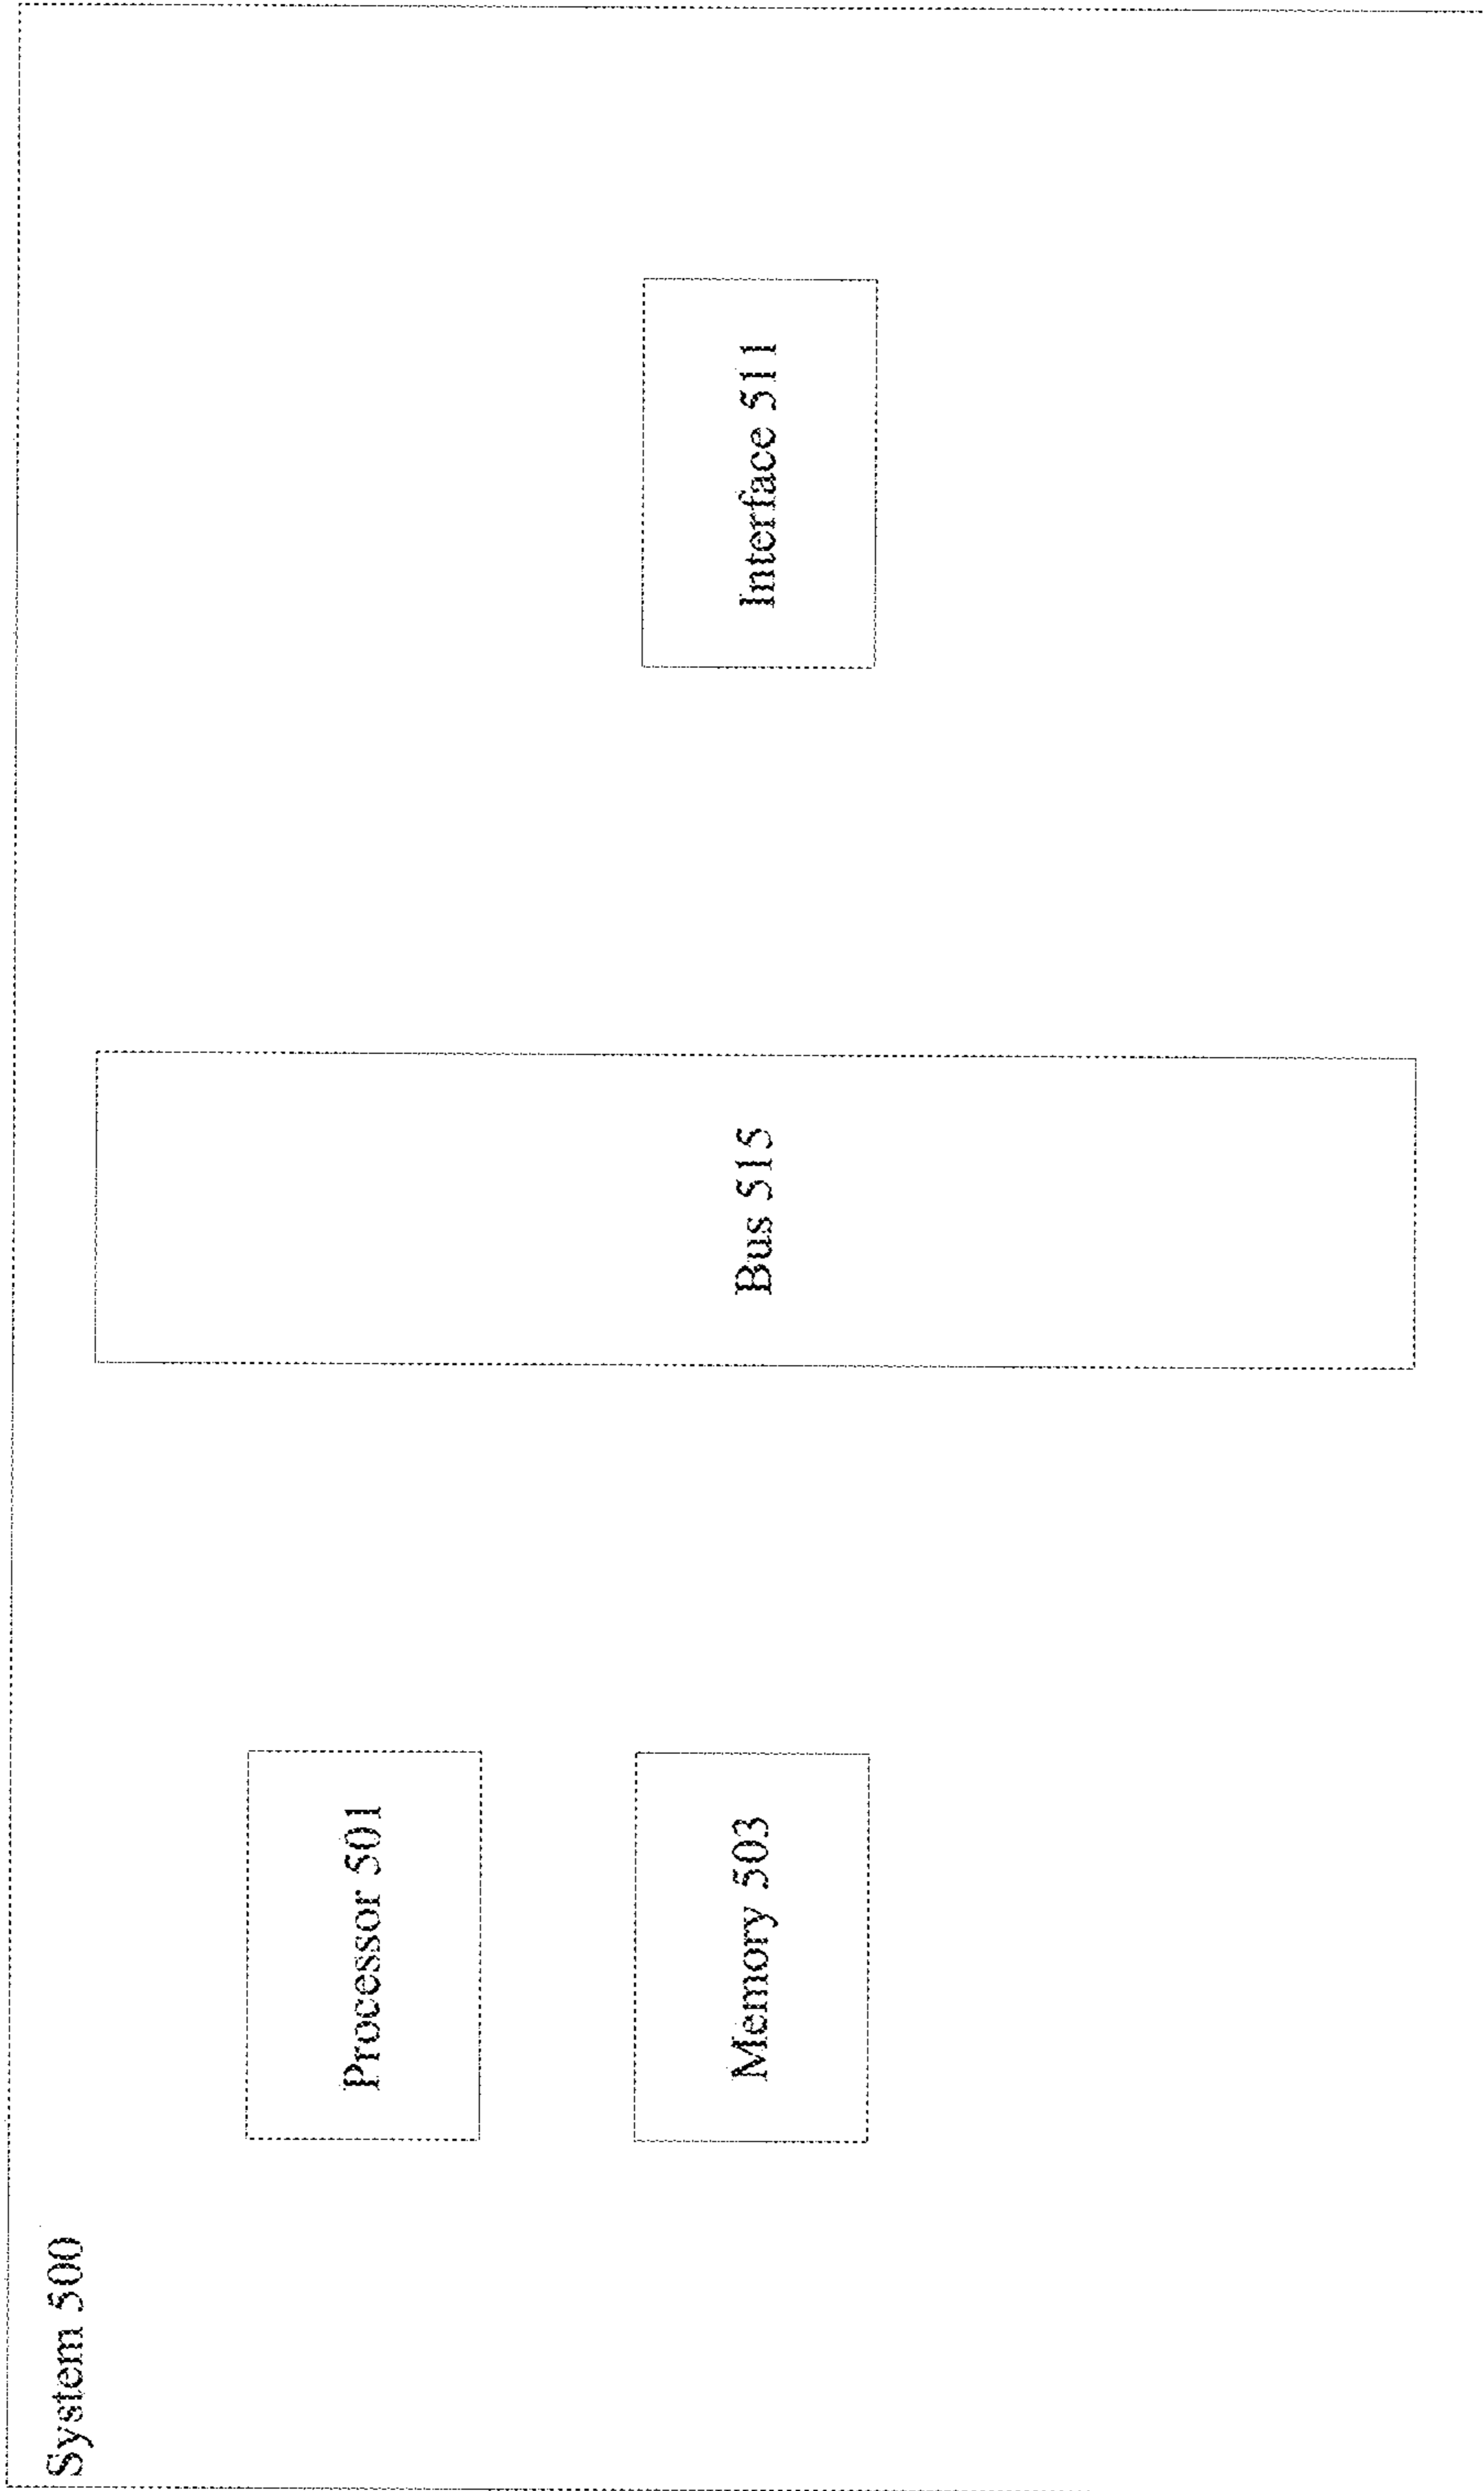 System 500
Processor 501
Memory 503
Bus 515
Interface 511